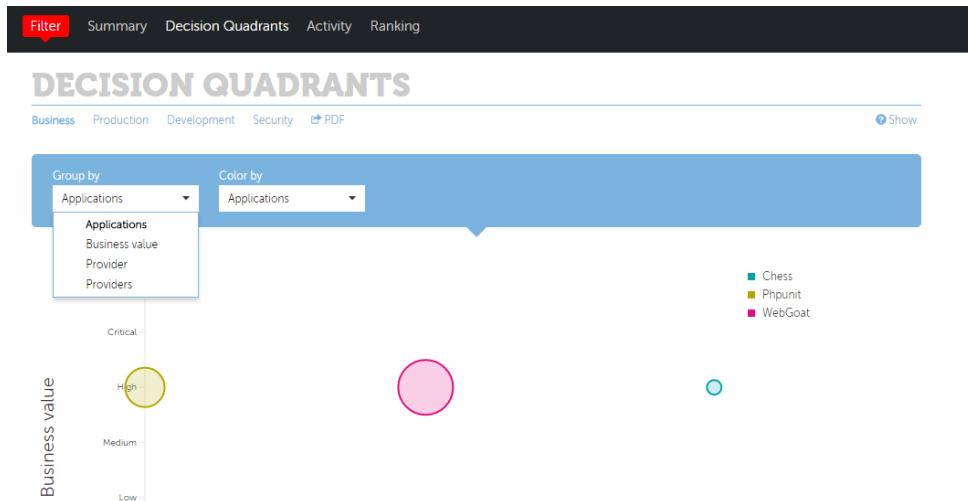 Filter Summary Decision Quadrants Activity Ranking
DECISION QUADRANTS
Business Production Development Security PDF Show
Group by Color by
Applications Applications
Applications
Business value
Provider
Providers
Chess
Phpunit
WebGoat
Critical
High
Medium
Low
Business value